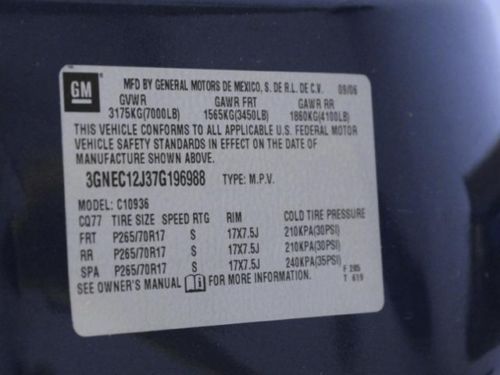 GM
MFD BY GENERAL MOTORS DE MEXICO, S. DE R.L. DE C.V. 09/06
GVWR GAWR FRT GAWR RR
3175KG(7000LB) 1565KG(3450LB) 1860KG(4100LB)
THIS VEHICLE CONFORMS TO ALL APPLICABLE U.S. FEDERAL MOTOR
VEHICLE SAFETY STANDARDS IN EFFECT ON THE DATE OF
MANUFACTURE SHOWN ABOVE.
3GNEC12J37G196988 TYPE: M.P.V.
MODEL: C10936
CQ77 TIRE SIZE SPEED RTG RIM COLD TIRE PRESSURE
FRT P265/70R17 S 17X7.5J 210KPA(30PSI)
RR P265/70R17 S 17X7.5J 210KPA(30PSI)
SPA P265/70R17 S 17X7.5J 240KPA(35PSI)
SEE OWNER'S MANUAL FOR MORE INFORMATION. F 285
T 619